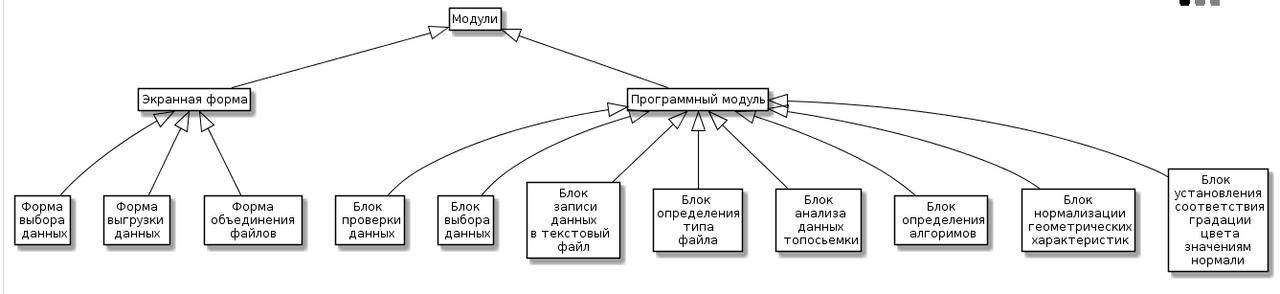 Модули
Экранная форма
Программный модуль
Форма
выбора
данных
Форма
выгрузки
данных
Форма
объединения
файлов
Блок
проверки
данных
Блок
выбора
данных
Блок
записи
данных
в текстовый
файл
Блок
определения
типа
файла
Блок
анализа
данных
топосьемки
Блок
определения
алгоримов
Блок
нормализации
геометрических
характеристик
Блок
установления
соответствия
градации
цвета
значениям
нормали